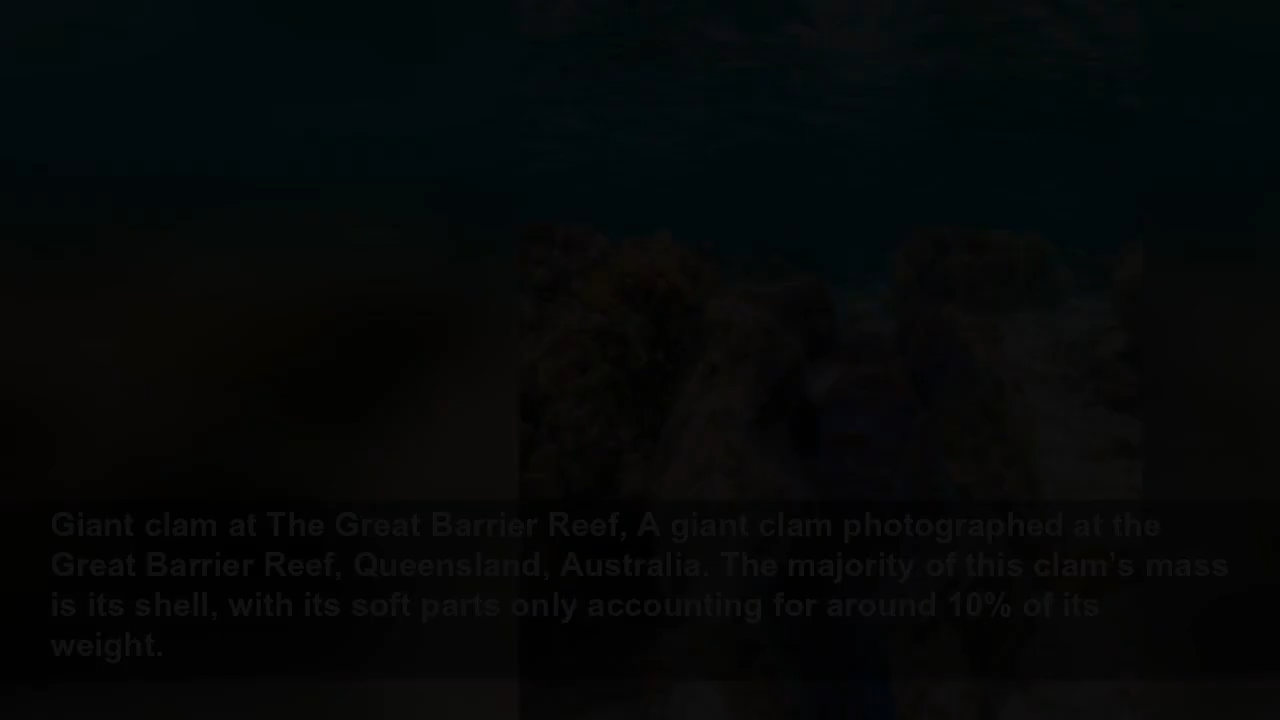 Giant clam at The Great Barrier Reef, A giant clam photographed at the
Great Barrier Reef, Queensland, Australia. The majority of this clam's mass
is its shell, with its soft parts only accounting for around 10% of its
weight.